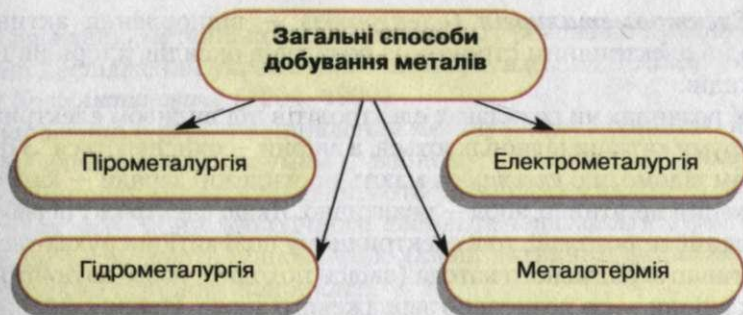 Загальні способи
добування металів
Пірометалургія
Електрометалургія
Гідрометалургія
Металотермія